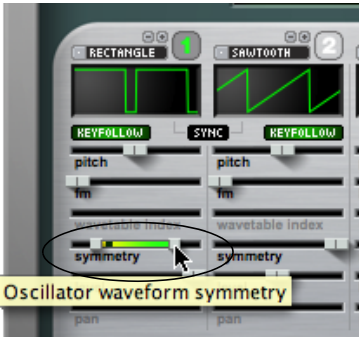 RECTANGLE 1 SAWTOOTH 2
KEYFOLLOW SYNC KEYFOLLOW
pitch pitch
fm fm
wavetable index wavetable index
symmetry symmetry
Oscillator waveform symmetry
pan pan